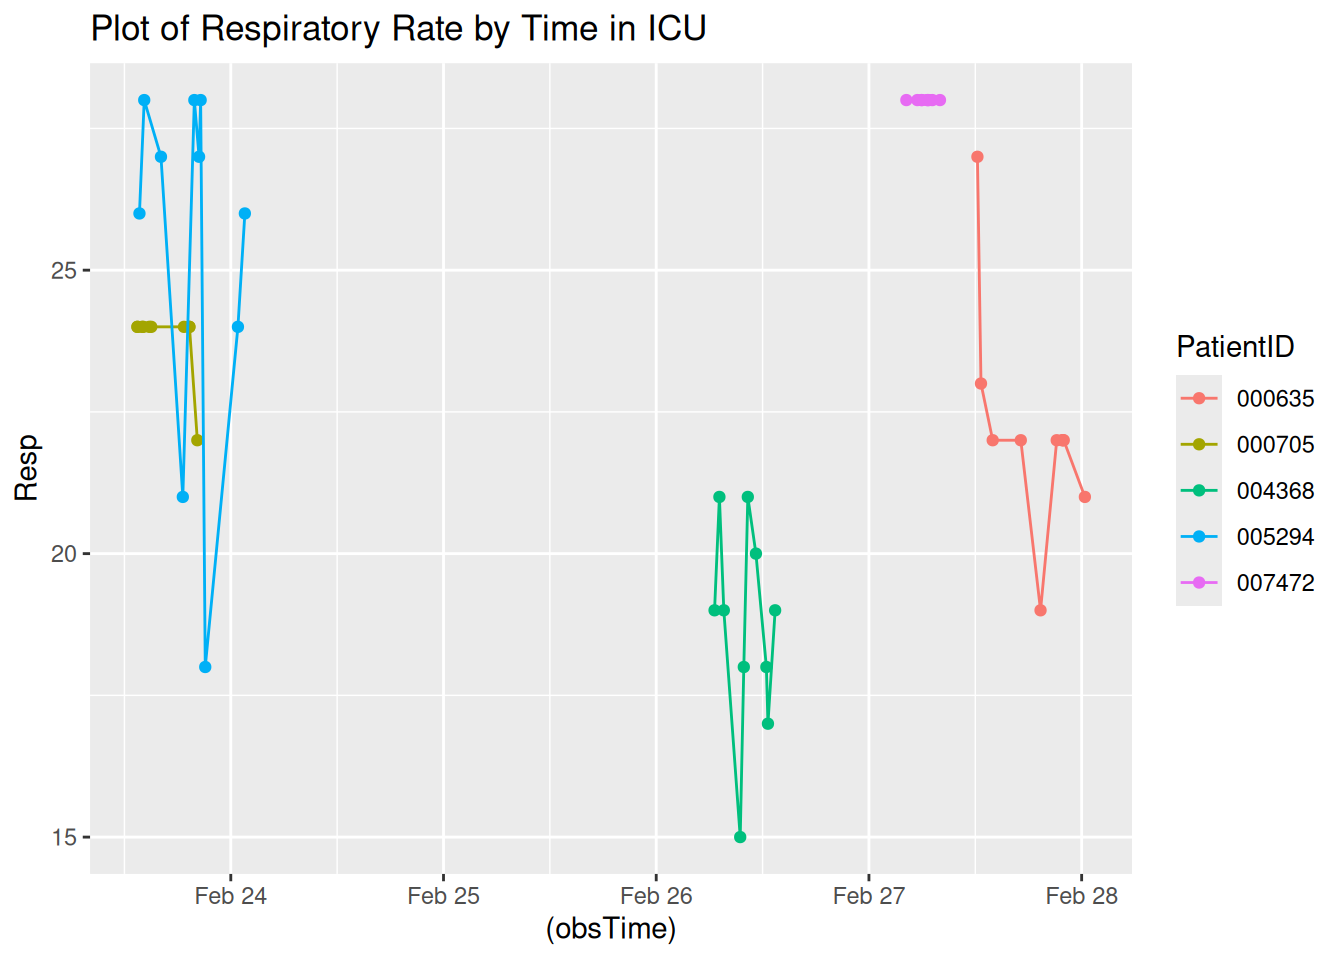 Plot of Respiratory Rate by Time in ICU
Resp
25
20
15
Feb 24 Feb 25 Feb 26 Feb 27 Feb 28
(obsTime)
PatientID
000635
000705
004368
005294
007472